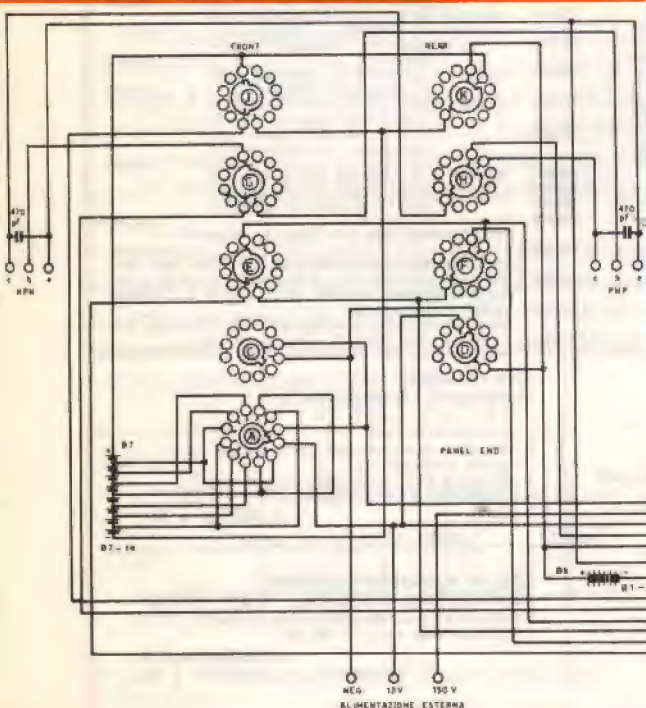 FRONT
REAR
J
K
G
H
470 pF
470 pF
E
F
c b e
NPN
c b e
PNP
C
D
A
+ B7
PANEL END
B7-14
B6 + -
B1-
NEG. 12V 150V
ALIMENTAZIONE ESTERNA